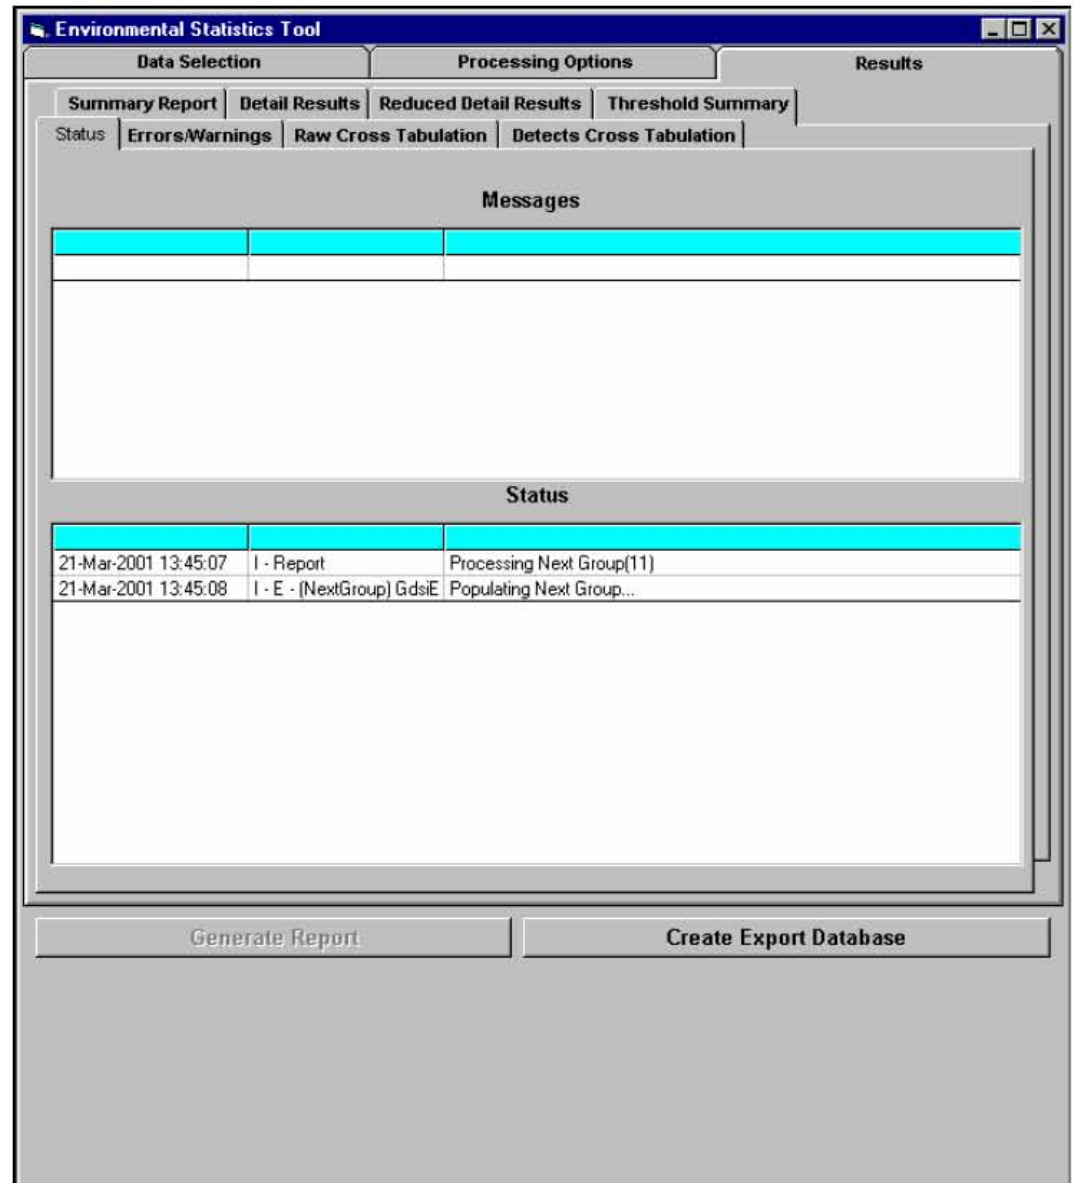 Environmental Statistics Tool
Data Selection Processing Options Results
Summary Report Detail Results Reduced Detail Results Threshold Summary
Status Errors/Warnings Raw Cross Tabulation Detects Cross Tabulation
Messages
Status
21-Mar-2001 13:45:07 I - Report Processing Next Group(11)
21-Mar-2001 13:45:08 I - E - (NextGroup) GdsiE Populating Next Group...
Generate Report Create Export Database